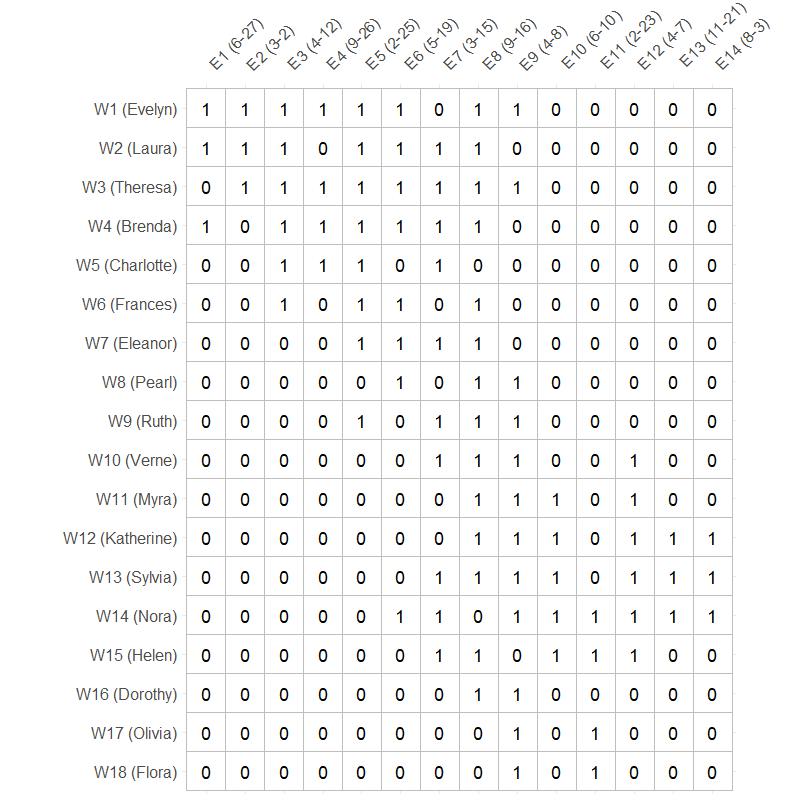 E1 (6-27) E2 (3-2) E3 (4-12) E4 (9-26) E5 (2-25) E6 (5-19) E7 (3-15) E8 (9-16) E9 (4-8) E10 (6-10) E11 (2-23) E12 (4-7) E13 (11-21) E14 (8-3)
W1 (Evelyn) 1 1 1 1 1 1 0 1 1 0 0 0 0 0
W2 (Laura) 1 1 1 0 1 1 1 1 0 0 0 0 0 0
W3 (Theresa) 0 1 1 1 1 1 1 1 1 0 0 0 0 0
W4 (Brenda) 1 0 1 1 1 1 1 1 0 0 0 0 0 0
W5 (Charlotte) 0 0 1 1 1 0 1 0 0 0 0 0 0 0
W6 (Frances) 0 0 1 0 1 1 0 1 0 0 0 0 0 0
W7 (Eleanor) 0 0 0 0 1 1 1 1 0 0 0 0 0 0
W8 (Pearl) 0 0 0 0 0 1 0 1 1 0 0 0 0 0
W9 (Ruth) 0 0 0 0 1 0 1 1 1 0 0 0 0 0
W10 (Verne) 0 0 0 0 0 0 1 1 1 0 0 1 0 0
W11 (Myra) 0 0 0 0 0 0 0 1 1 1 0 1 0 0
W12 (Katherine) 0 0 0 0 0 0 0 1 1 1 0 1 1 1
W13 (Sylvia) 0 0 0 0 0 0 1 1 1 1 0 1 1 1
W14 (Nora) 0 0 0 0 0 1 1 0 1 1 1 1 1 1
W15 (Helen) 0 0 0 0 0 0 1 1 0 1 1 1 0 0
W16 (Dorothy) 0 0 0 0 0 0 0 1 1 0 0 0 0 0
W17 (Olivia) 0 0 0 0 0 0 0 0 1 0 1 0 0 0
W18 (Flora) 0 0 0 0 0 0 0 0 1 0 1 0 0 0